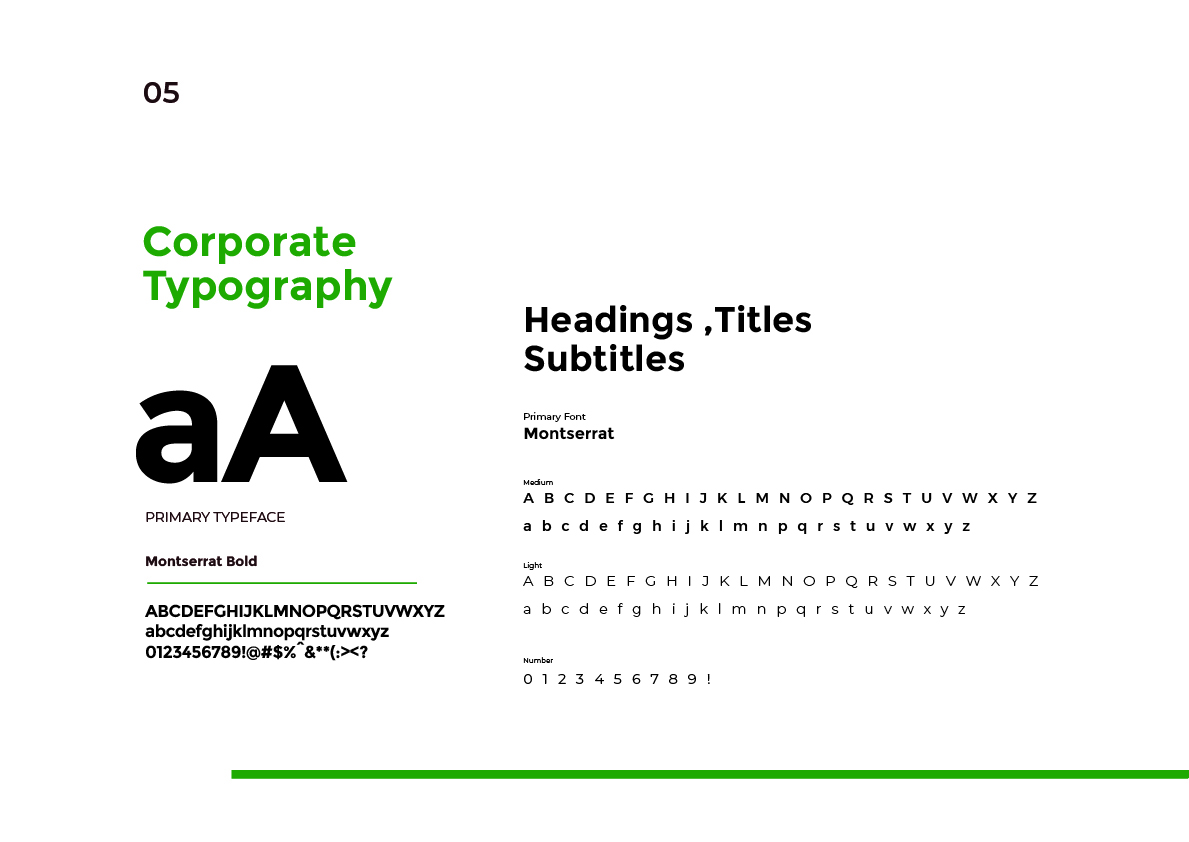 05
Corporate
Typography
aA
PRIMARY TYPEFACE
Montserrat Bold
ABCDEFGHIJKLMNOPQRSTUVWXYZ
abcdefghijklmnopqrstuvwxyz
0123456789!@#$%^&**(:><?
Headings ,Titles
Subtitles
Primary Font
Montserrat
Medium
A B C D E F G H I J K L M N O P Q R S T U V W X Y Z
a b c d e f g h i j k l m n p q r s t u v w x y z
Light
A B C D E F G H I J K L M N O P Q R S T U V W X Y Z
a b c d e f g h i j k l m n p q r s t u v w x y z
Number
0 1 2 3 4 5 6 7 8 9 !